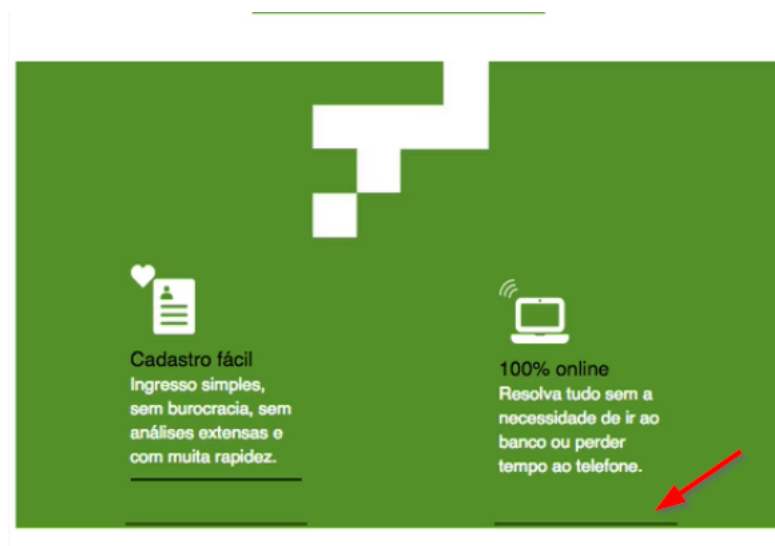 Cadastro fácil
Ingresso simples,
sem burocracia, sem
análises extensas e
com muita rapidez.
100% online
Resolva tudo sem a
necessidade de ir ao
banco ou perder
tempo ao telefone.